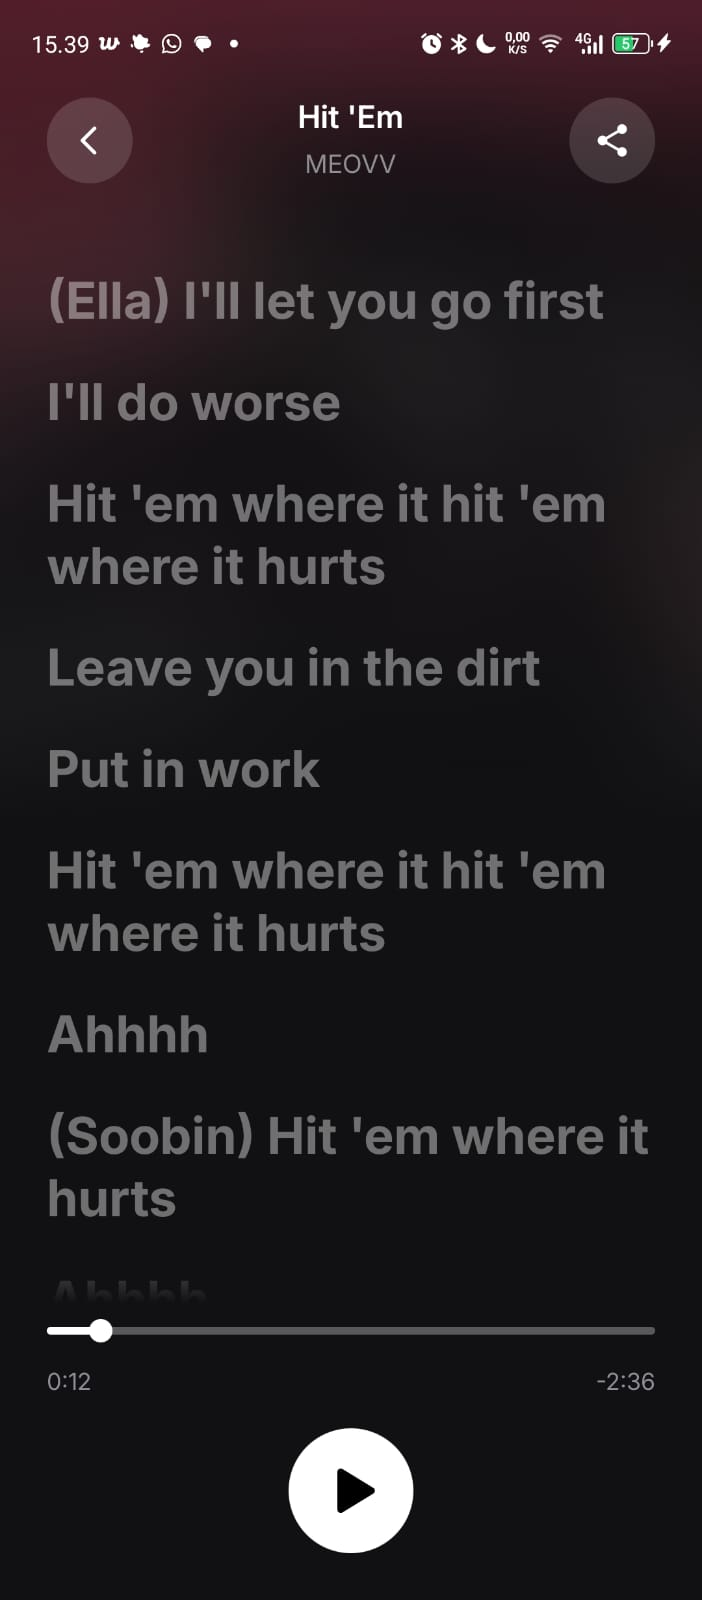 15.39
0,00
K/S
4G
57
Hit 'Em
MEOVV
(Ella) I'll let you go first
I'll do worse
Hit 'em where it hit 'em
where it hurts
Leave you in the dirt
Put in work
Hit 'em where it hit 'em
where it hurts
Ahhhh
(Soobin) Hit 'em where it
hurts
Ahhhh
0:12
-2:36